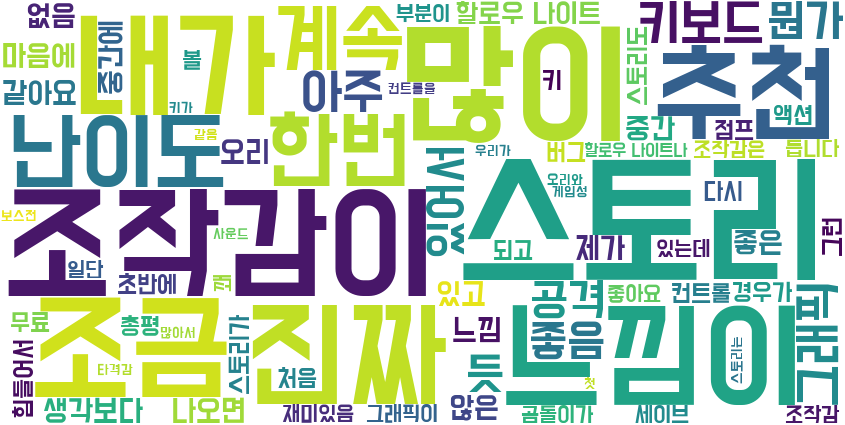 없음
내가
계속
부분이
할로우 나이트
키보드
뭔가
마음에
중간에
볼
아주
컨트롤을
많이
키
스토리도
추천
같아요
키가
액션
난이도
같음
오리
한번
있어서
우리가
버그
중간
할로우 나이트나
점프
조작감은
듭니다
조작감이
오리와
게임성
스토리
다시
보스전
사운드
되고
제가
있는데
좋은
그런
일단
초반에
꽤
있고
공격
좋아요
컨트롤
경우가
그래픽
무료
총평
많아서
조금
진짜
느낌
좋음
느낌이
스토리는
힘들어서
타격감
스토리가
처음
듯
첫
생각보다
나오면
재미있음
그래픽이
않은
곰돌이가
세이브
조작감